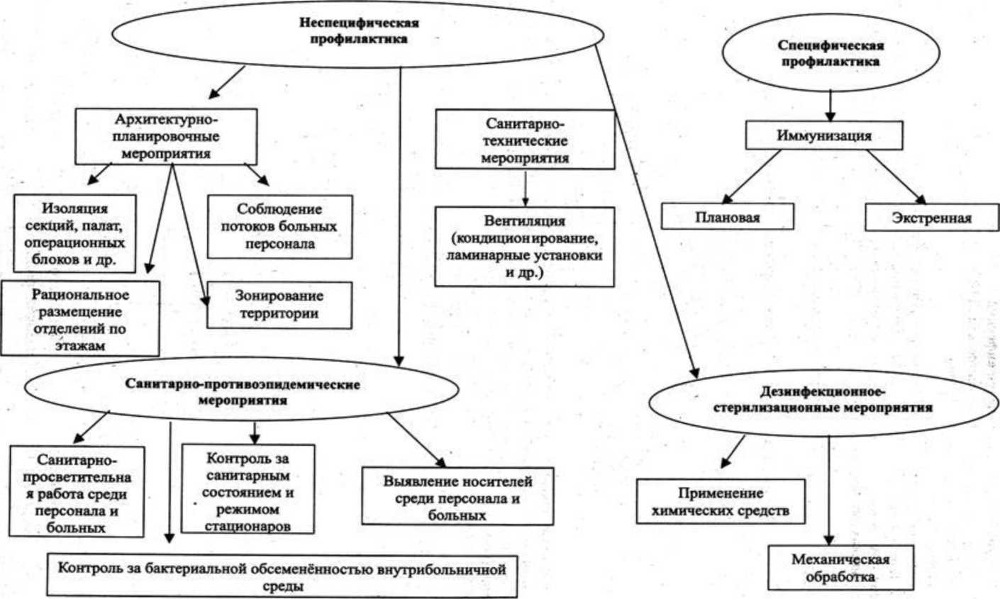 Неспецифическая
профилактика
Специфическая
профилактика
Архитектурно-
планировочные
мероприятия
Санитарно-
технические
мероприятия
Иммунизация
Изоляция
секций, палат,
операционных
блоков и др.
Соблюдение
потоков больных
персонала
Вентиляция
(кондиционирование,
ламинарные установки
и др.)
Плановая
Экстренная
Рациональное
размещение
отделений по
этажам
Зонирование
территории
Санитарно-противоэпидемические
мероприятия
Дезинфекционное-
стерилизационные мероприятия
Санитарно-
просветительна
я работа среди
персонала и
больных
Контроль за
санитарным
состоянием и
режимом
стационаров
Выявление носителей
среди персонала и
больных
Применение
химических средств
Механическая
обработка
Контроль за бактериальной обсеменённостью внутрибольничной
среды